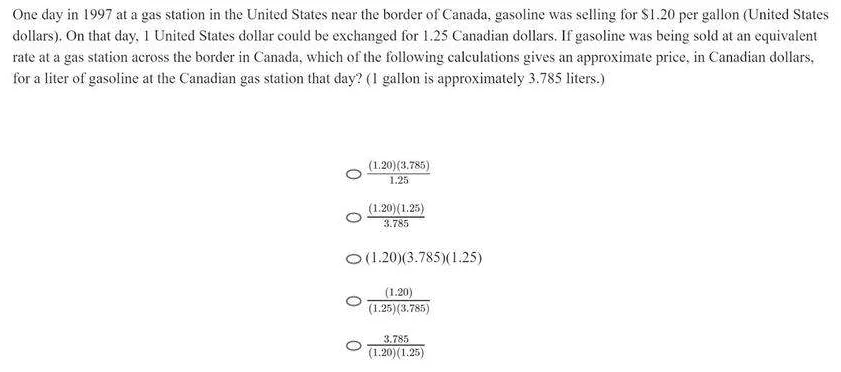 One day in 1997 at a gas station in the United States near the border of Canada, gasoline was selling for $1.20 per gallon (United States
dollars). On that day, 1 United States dollar could be exchanged for 1.25 Canadian dollars. If gasoline was being sold at an equivalent
rate at a gas station across the border in Canada, which of the following calculations gives an approximate price, in Canadian dollars,
for a liter of gasoline at the Canadian gas station that day? (1 gallon is approximately 3.785 liters.)
(1.20)(3.785)
1.25
(1.20)(1.25)
3.785
(1.20)(3.785)(1.25)
(1.20)
(1.25)(3.785)
3.785
(1.20)(1.25)